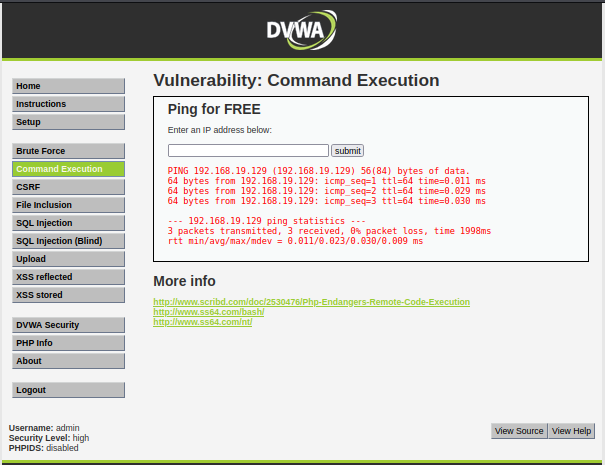 DVWA
Home
Instructions
Setup
Brute Force
Command Execution
CSRF
File Inclusion
SQL Injection
SQL Injection (Blind)
Upload
XSS reflected
XSS stored
DVWA Security
PHP Info
About
Logout
Vulnerability: Command Execution
Ping for FREE
Enter an IP address below:
submit
PING 192.168.19.129 (192.168.19.129) 56(84) bytes of data.
64 bytes from 192.168.19.129: icmp_seq=1 ttl=64 time=0.011 ms
64 bytes from 192.168.19.129: icmp_seq=2 ttl=64 time=0.029 ms
64 bytes from 192.168.19.129: icmp_seq=3 ttl=64 time=0.030 ms
--- 192.168.19.129 ping statistics ---
3 packets transmitted, 3 received, 0% packet loss, time 1998ms
rtt min/avg/max/mdev = 0.011/0.023/0.030/0.009 ms
More info
http://www.scribd.com/doc/2530476/Php-Endangers-Remote-Code-Execution
http://www.ss64.com/bash/
http://www.ss64.com/nt/
Username: admin
Security Level: high
PHPIDS: disabled
View Source View Help